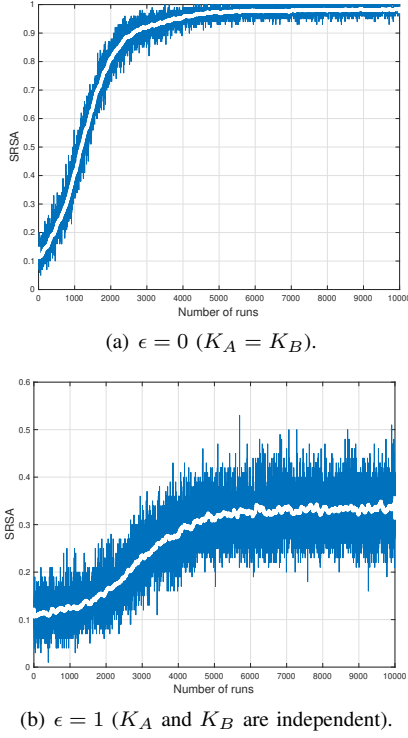 1
0.9
0.8
0.7
0.6
0.5
0.4
0.3
0.2
0.1
0
SRSA
0 1000 2000 3000 4000 5000 6000 7000 8000 9000 10000
Number of runs
(a) ϵ = 0 (K_A = K_B).
0.6
0.5
0.4
0.3
0.2
0.1
0
SRSA
0 1000 2000 3000 4000 5000 6000 7000 8000 9000 10000
Number of runs
(b) ϵ = 1 (K_A and K_B are independent).